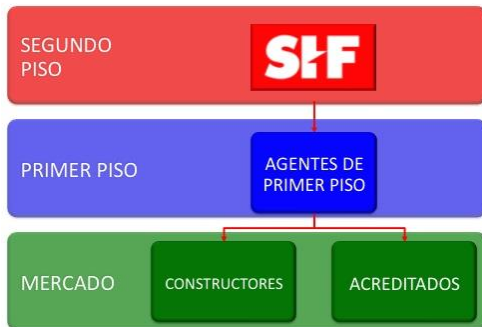 SEGUNDO
PISO
SHF
PRIMER PISO
AGENTES DE
PRIMER PISO
MERCADO
CONSTRUCTORES
ACREDITADOS